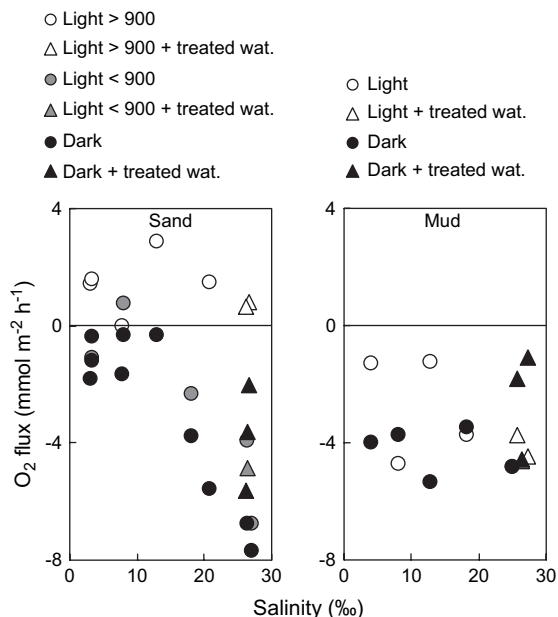 Light > 900
Light > 900 + treated wat.
Light < 900
Light < 900 + treated wat.
Dark
Dark + treated wat.
Light
Light + treated wat.
Dark
Dark + treated wat.
Sand
Mud
4
0
-4
-8
4
0
-4
-8
O₂ flux (mmol m⁻² h⁻¹)
0 10 20 30
0 10 20 30
Salinity (‰)